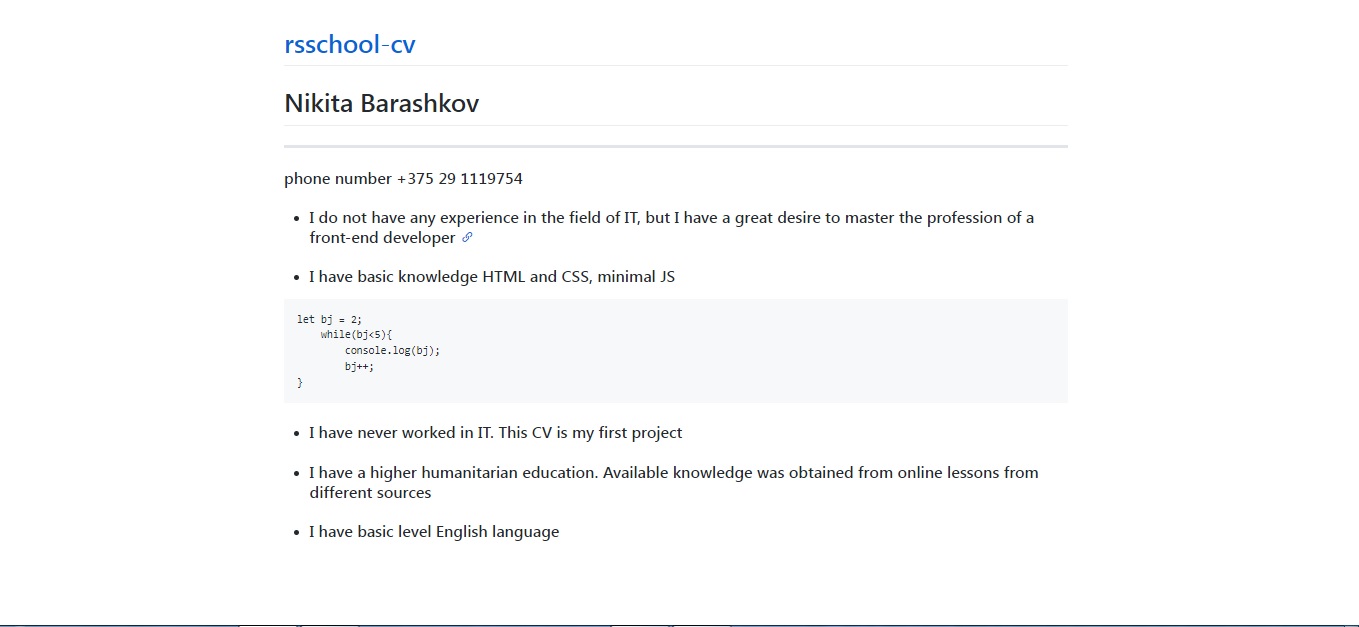 rsschool-cv
Nikita Barashkov
phone number +375 29 1119754
• I do not have any experience in the field of IT, but I have a great desire to master the profession of a
front-end developer
• I have basic knowledge HTML and CSS, minimal JS
let bj = 2;
    while(bj<5){
        console.log(bj);
        bj++;
}
• I have never worked in IT. This CV is my first project
• I have a higher humanitarian education. Available knowledge was obtained from online lessons from
different sources
• I have basic level English language